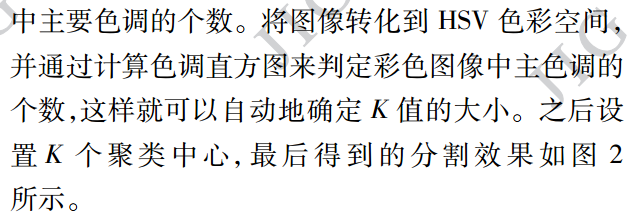 中主要色调的个数。将图像转化到 HSV 色彩空间,
并通过计算色调直方图来判定彩色图像中主色调的
个数,这样就可以自动地确定 K 值的大小。之后设
置 K 个聚类中心,最后得到的分割效果如图 2
所示。
JIG
JIG